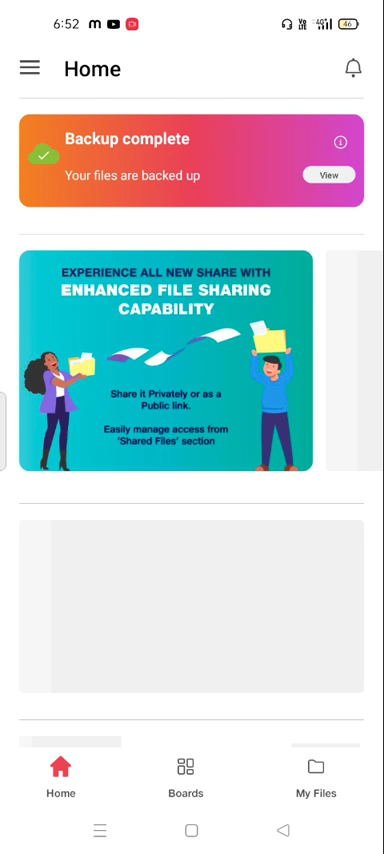 6:52
46
Home
Backup complete
Your files are backed up
View
EXPERIENCE ALL NEW SHARE WITH
ENHANCED FILE SHARING
CAPABILITY
Share it Privately or as a
Public link.
Easily manage access from
'Shared Files' section
Home
Boards
My Files